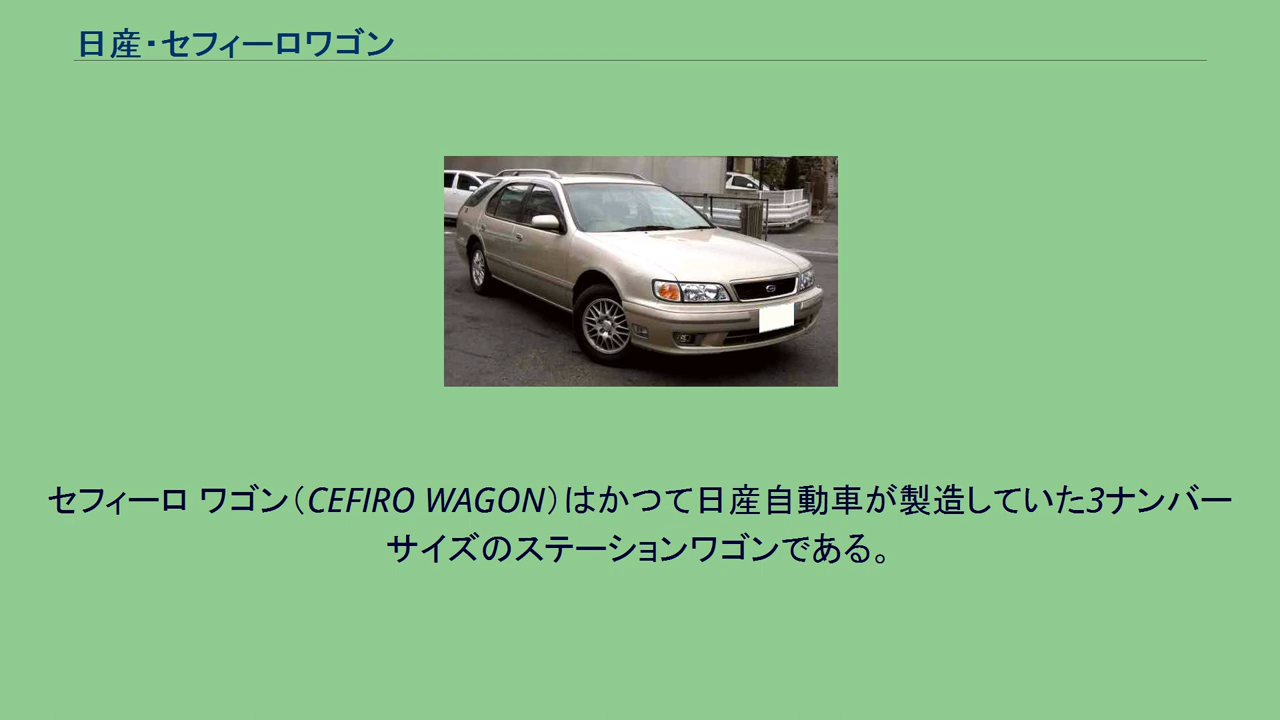 日産・セフィーロワゴン
セフィーロ ワゴン（CEFIRO WAGON）はかつて日産自動車が製造していた3ナンバー
サイズのステーションワゴンである。